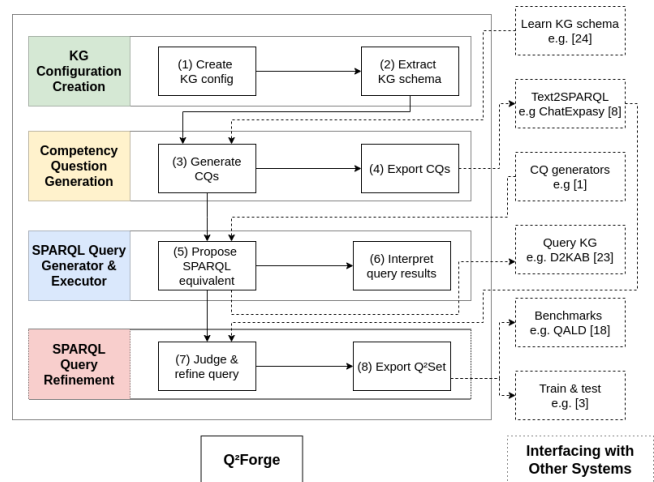 KG
Configuration
Creation
(1) Create
KG config
(2) Extract
KG schema
Competency
Question
Generation
(3) Generate
CQs
(4) Export CQs
SPARQL Query
Generator &
Executor
(5) Propose
SPARQL
equivalent
(6) Interpret
query results
SPARQL
Query
Refinement
(7) Judge &
refine query
(8) Export Q²Set
Learn KG schema
e.g. [24]
Text2SPARQL
e.g ChatExpasy [8]
CQ generators
e.g [1]
Query KG
e.g. D2KAB [23]
Benchmarks
e.g. QALD [18]
Train & test
e.g. [3]
Q²Forge
Interfacing with
Other Systems